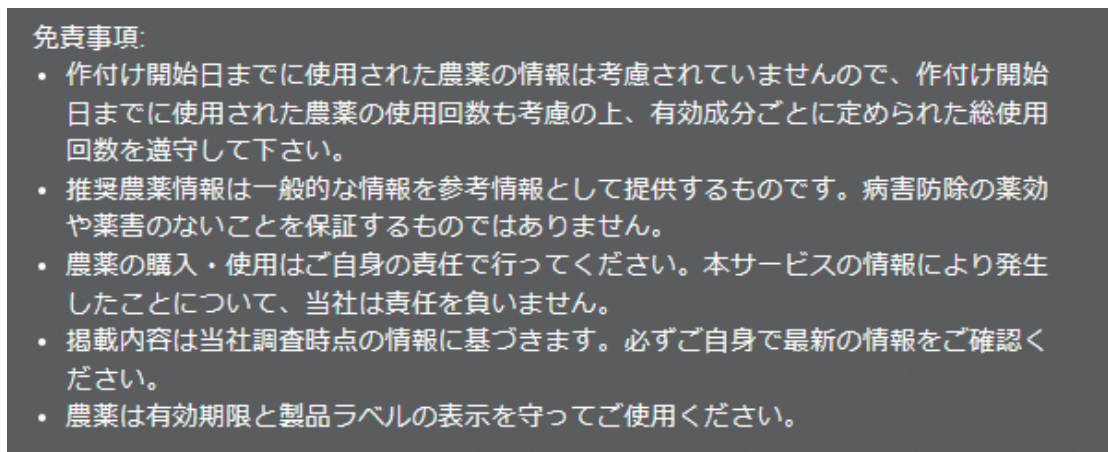 免責事項:
• 作付け開始日までに使用された農薬の情報は考慮されていませんので、作付け開始
日までに使用された農薬の使用回数も考慮の上、有効成分ごとに定められた総使用
回数を遵守して下さい。
• 推奨農薬情報は一般的な情報を参考情報として提供するものです。病害防除の薬効
や薬害のないことを保証するものではありません。
• 農薬の購入・使用はご自身の責任で行ってください。本サービスの情報により発生
したことについて、当社は責任を負いません。
• 掲載内容は当社調査時点の情報に基づきます。必ずご自身で最新の情報をご確認く
ださい。
• 農薬は有効期限と製品ラベルの表示を守ってご使用ください。